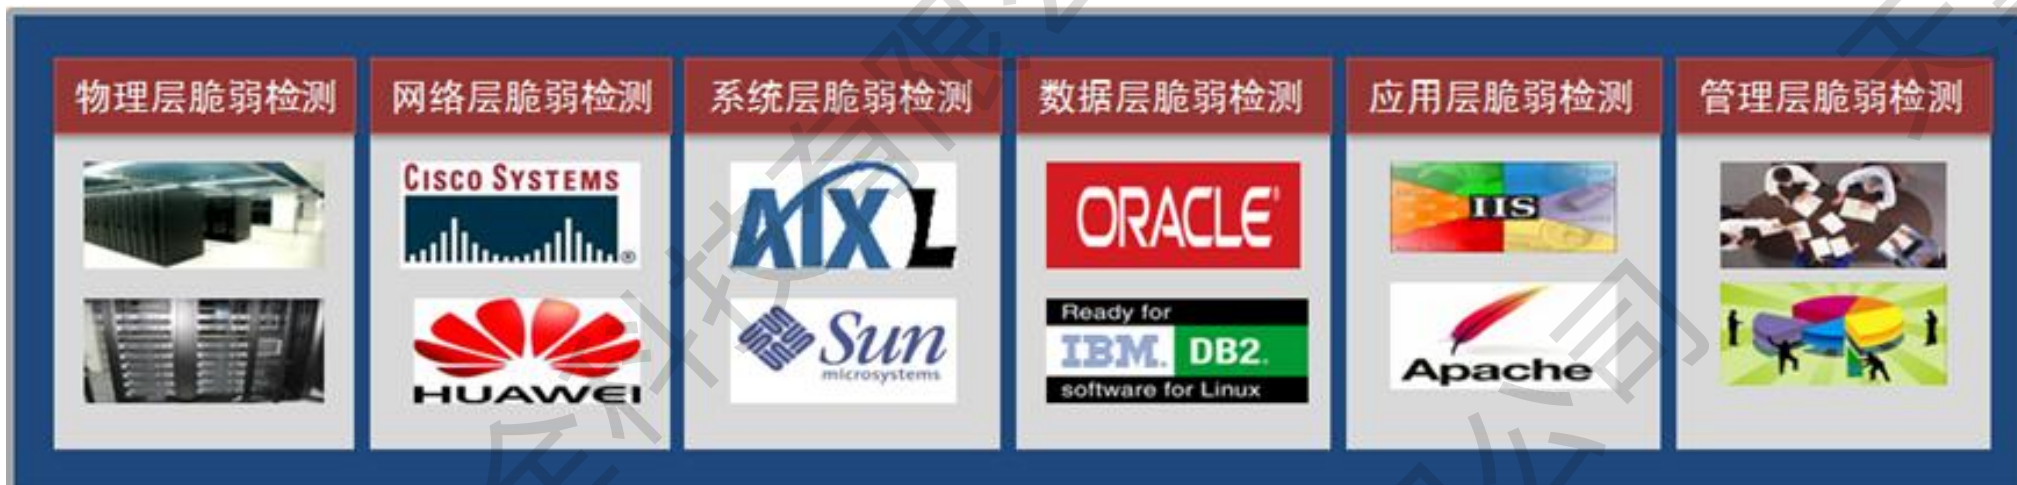 物理层脆弱检测
网络层脆弱检测
系统层脆弱检测
数据层脆弱检测
应用层脆弱检测
管理层脆弱检测
CISCO SYSTEMS
®
HUAWEI
AIX L
Sun
microsystems
ORACLE®
Ready for
IBM. DB2.
software for Linux
IIS
Apache